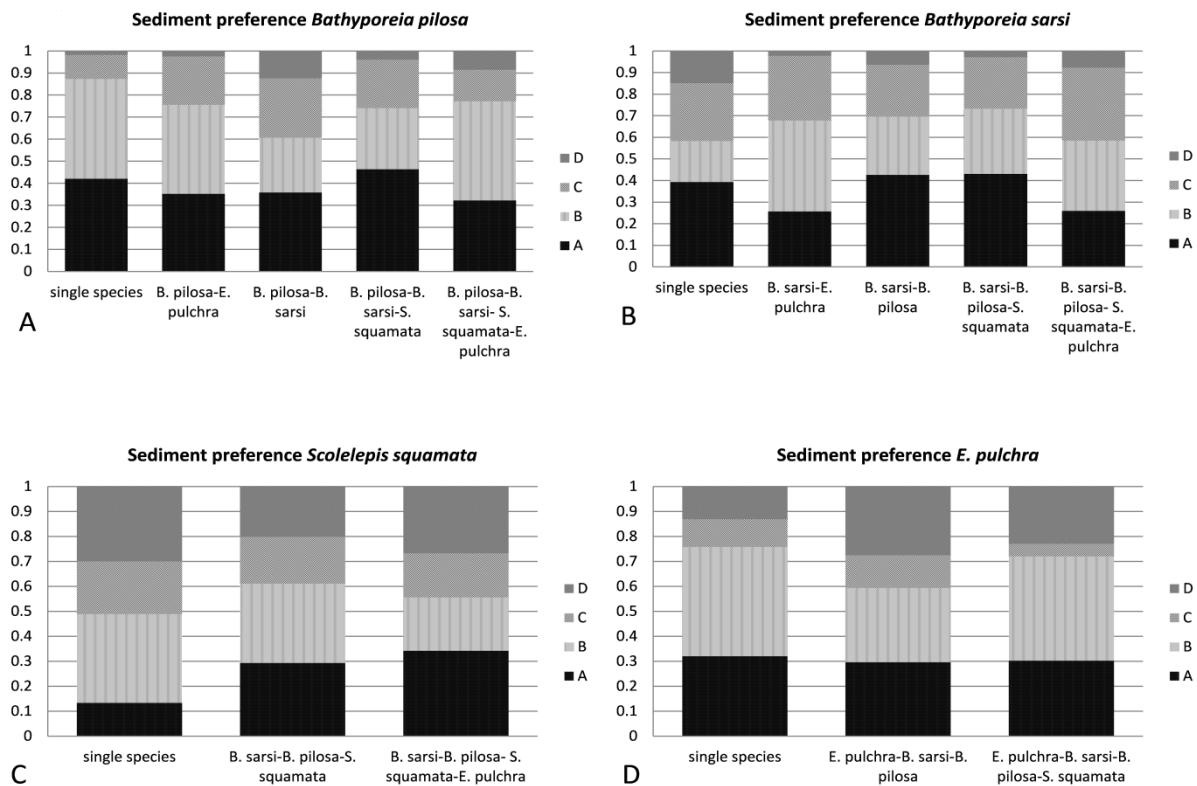 Sediment preference Bathyporeia pilosa
1
0.9
0.8
0.7
0.6
0.5
0.4
0.3
0.2
0.1
0
D
C
B
A
single species
B. pilosa-E.
pulchra
B. pilosa-B.
sarsi
B. pilosa-B.
sarsi-S.
squamata
B. pilosa-B.
sarsi- S.
squamata-E.
pulchra
A
Sediment preference Bathyporeia sarsi
1
0.9
0.8
0.7
0.6
0.5
0.4
0.3
0.2
0.1
0
D
C
B
A
single species
B. sarsi-E.
pulchra
B. sarsi-B.
pilosa
B. sarsi-B.
pilosa-S.
squamata
B. sarsi-B.
pilosa- S.
squamata-E.
pulchra
B
Sediment preference Scolelepis squamata
1
0.9
0.8
0.7
0.6
0.5
0.4
0.3
0.2
0.1
0
D
C
B
A
single species
B. sarsi-B. pilosa-S.
squamata
B. sarsi-B. pilosa- S.
squamata-E. pulchra
C
Sediment preference E. pulchra
1
0.9
0.8
0.7
0.6
0.5
0.4
0.3
0.2
0.1
0
D
C
B
A
single species
E. pulchra-B. sarsi-B.
pilosa
E. pulchra-B. sarsi-B.
pilosa-S. squamata
D